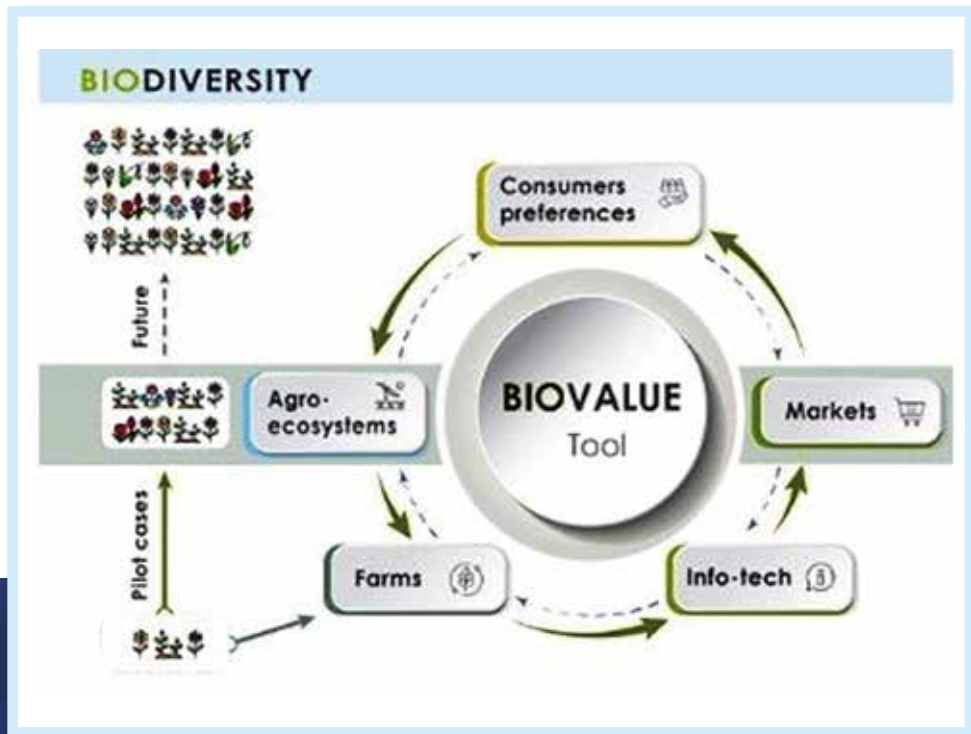 BIODIVERSITY
Consumers
preferences
Future
Agro-
ecosystems
BIOVALUE
Tool
Markets
Pilot cases
Farms
Info-tech